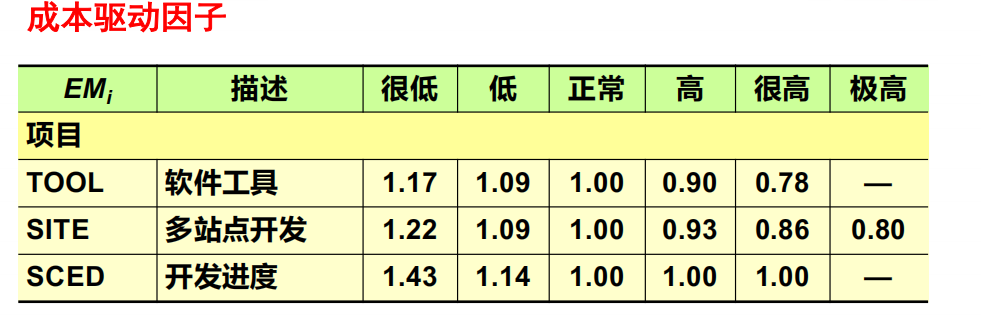 成本驱动因子
EMi 描述 很低 低 正常 高 很高 极高
项目
TOOL 软件工具 1.17 1.09 1.00 0.90 0.78 —
SITE 多站点开发 1.22 1.09 1.00 0.93 0.86 0.80
SCED 开发进度 1.43 1.14 1.00 1.00 1.00 —